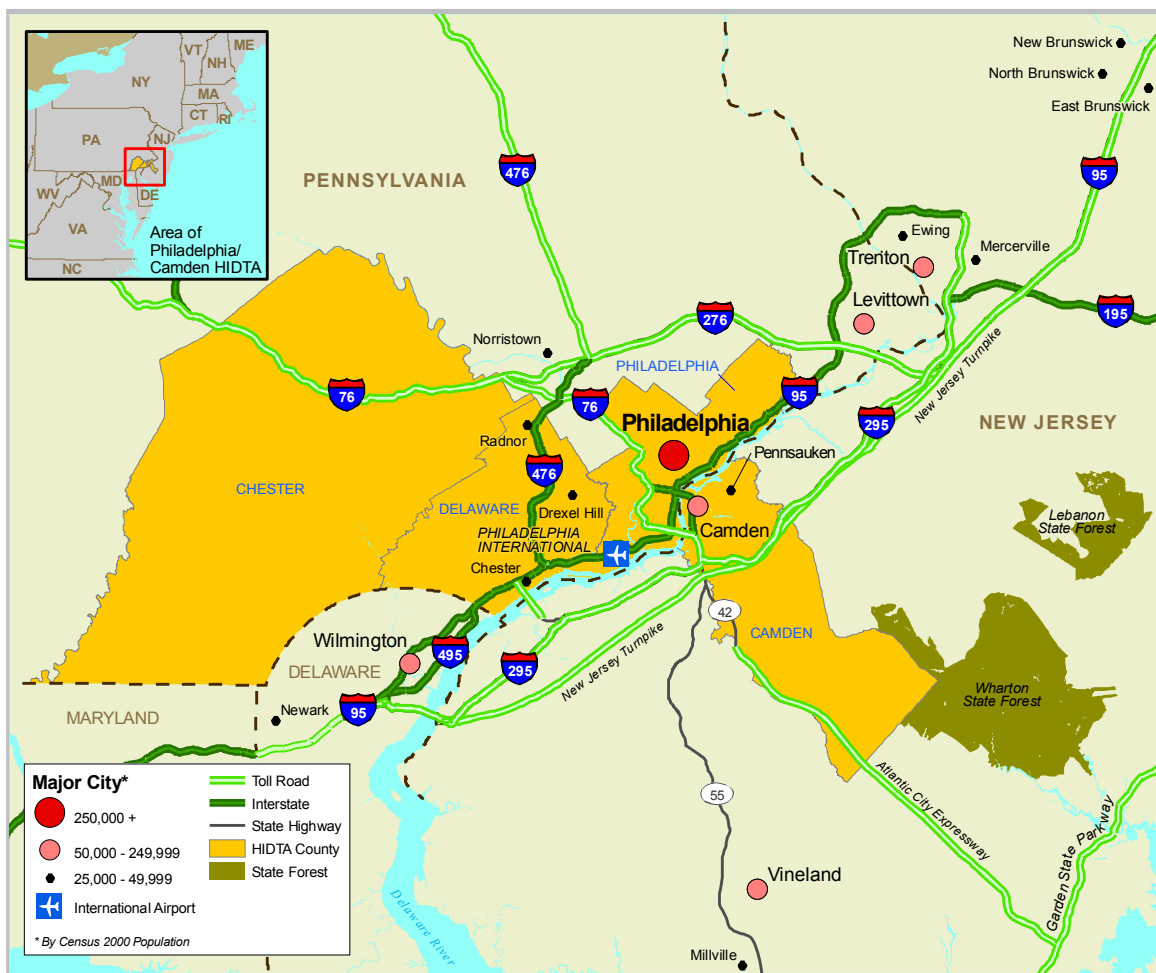 ME
VT
NH
NY
MA
CT
RI
PA
NJ
MD
WV
DE
VA
NC
Area of
Philadelphia/
Camden HIDTA
New Brunswick
North Brunswick
East Brunswick
476
95
PENNSYLVANIA
Ewing
Trenton
Mercerville
Levittown
276
195
Norristown
PHILADELPHIA
76
76
95
New Jersey Turnpike
295
Philadelphia
NEW JERSEY
Radnor
Pennsauken
476
CHESTER
DELAWARE
Drexel Hill
Camden
Lebanon
State Forest
PHILADELPHIA
INTERNATIONAL
Chester
42
CAMDEN
Wilmington
495
DELAWARE
295
New Jersey Turnpike
Wharton
State Forest
MARYLAND
Newark
95
Major City*
250,000 +
50,000 - 249,999
25,000 - 49,999
International Airport
* By Census 2000 Population
Toll Road
Interstate
State Highway
HIDTA County
State Forest
55
Atlantic City Expressway
Garden State Parkway
Vineland
Delaware River
Millville